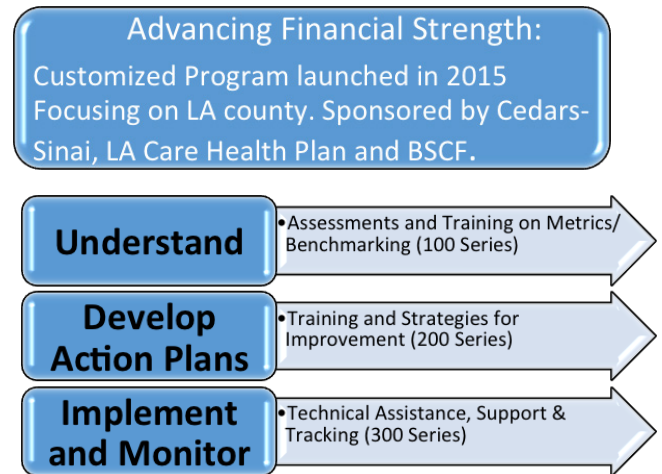 Advancing Financial Strength:
Customized Program launched in 2015
Focusing on LA county. Sponsored by Cedars-
Sinai, LA Care Health Plan and BSCF.
Understand
•Assessments and Training on Metrics/
Benchmarking (100 Series)
Develop
Action Plans
•Training and Strategies for
Improvement (200 Series)
Implement
and Monitor
•Technical Assistance, Support &
Tracking (300 Series)